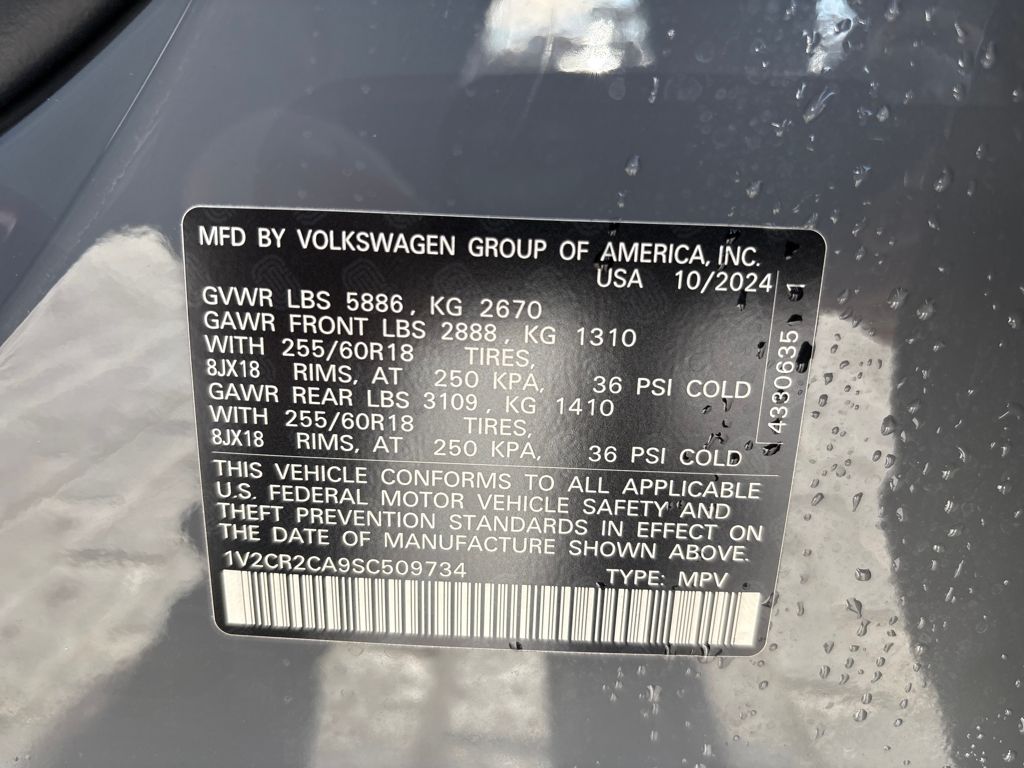 MFD BY VOLKSWAGEN GROUP OF AMERICA, INC.
USA 10/2024
GVWR LBS 5886, KG 2670
GAWR FRONT LBS 2888, KG 1310
WITH 255/60R18 TIRES,
8JX18 RIMS, AT 250 KPA, 36 PSI COLD
GAWR REAR LBS 3109, KG 1410
WITH 255/60R18 TIRES,
8JX18 RIMS, AT 250 KPA, 36 PSI COLD
THIS VEHICLE CONFORMS TO ALL APPLICABLE
U.S. FEDERAL MOTOR VEHICLE SAFETY AND
THEFT PREVENTION STANDARDS IN EFFECT ON
THE DATE OF MANUFACTURE SHOWN ABOVE.
1V2CR2CA9SC509734 TYPE: MPV
4330635